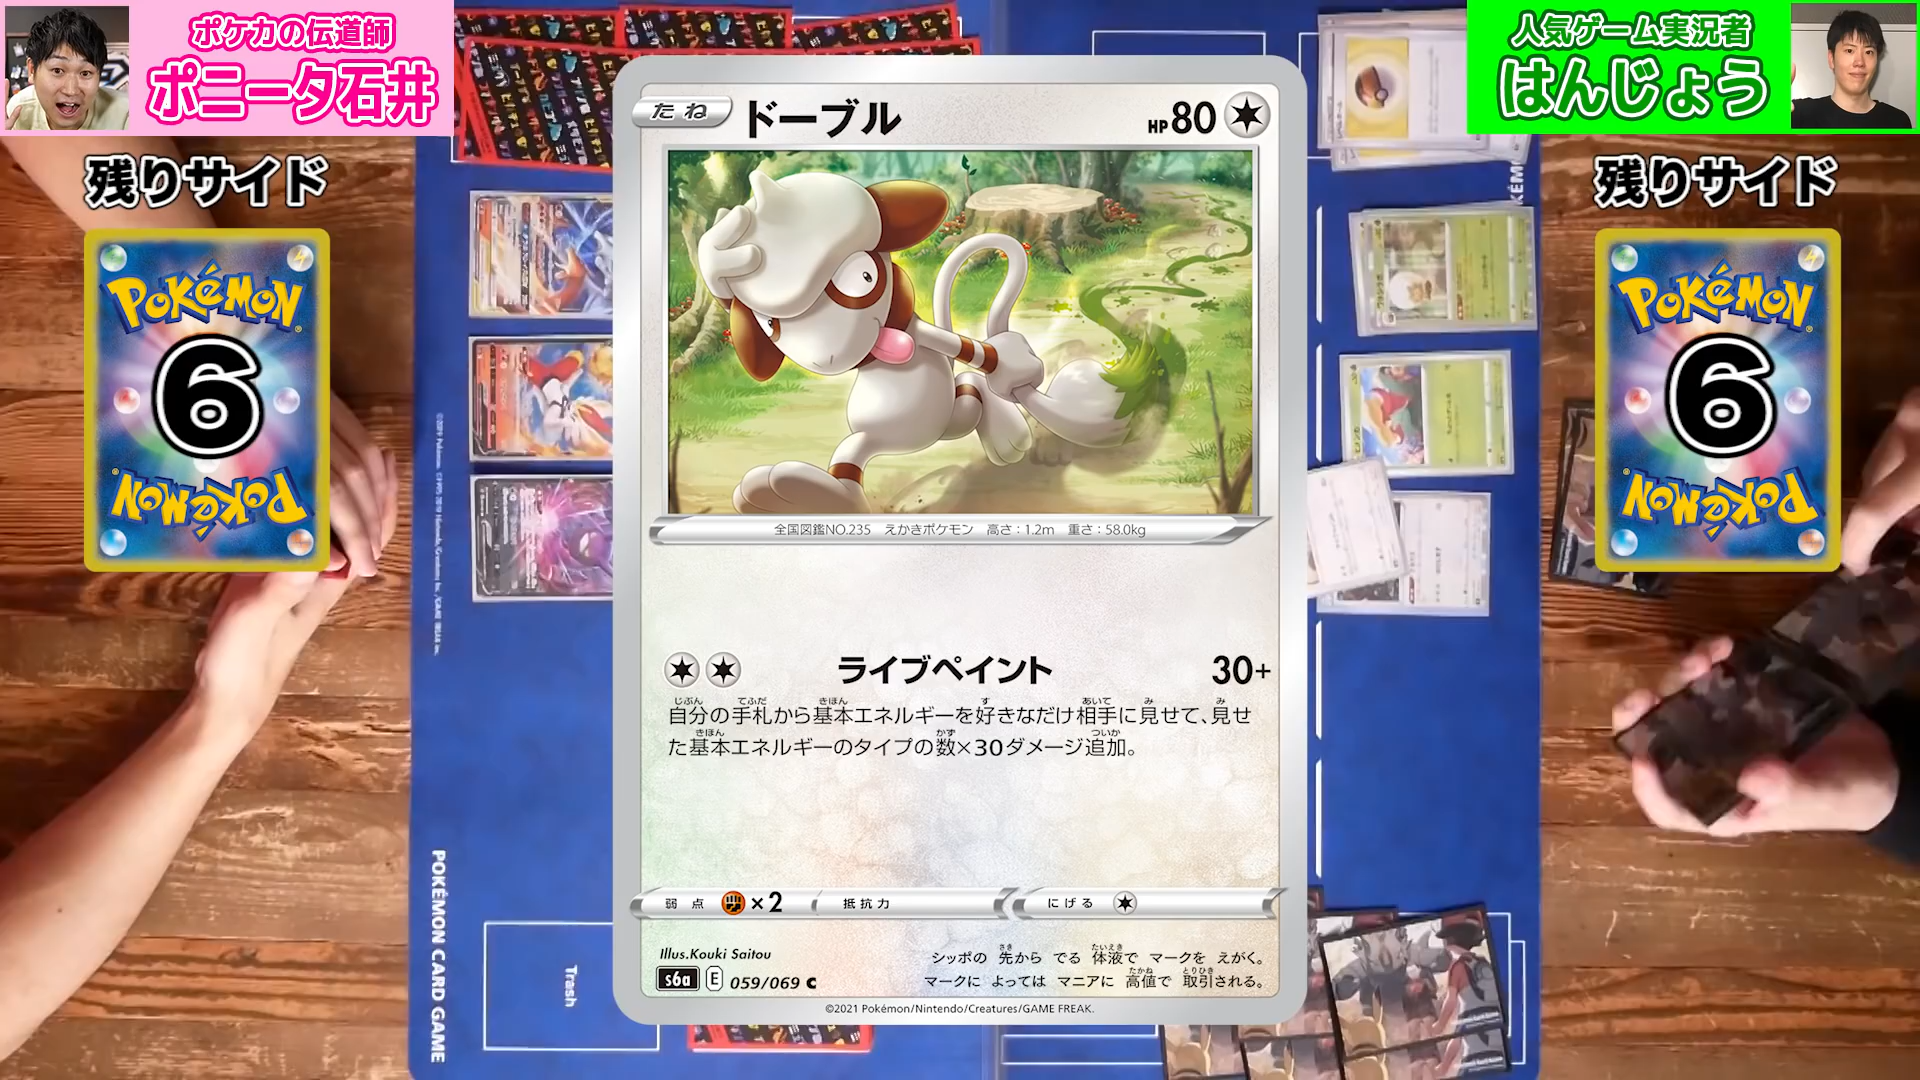 ポケカの伝道師
ポニータ石井
人気ゲーム実況者
はんじょう
残りサイド
6
POKÉMON
POKÉMON
残りサイド
6
POKÉMON
POKÉMON
たね
ドーブル
HP80
全国図鑑NO.235 えかきポケモン 高さ：1.2m 重さ：58.0kg
ライブペイント 30+
自分の手札から基本エネルギーを好きなだけ相手に見せて、見せ
た基本エネルギーのタイプの数×30ダメージ追加。
弱点 ×2 抵抗力 にげる
Illus.Kouki Saitou
シッポの 先から でる 体液で マークを えがく。
マークに よっては マニアに 高値で 取引される。
s6a E 059/069 C
©2021 Pokémon/Nintendo/Creatures/GAME FREAK.
POKÉMON CARD GAME
Trash